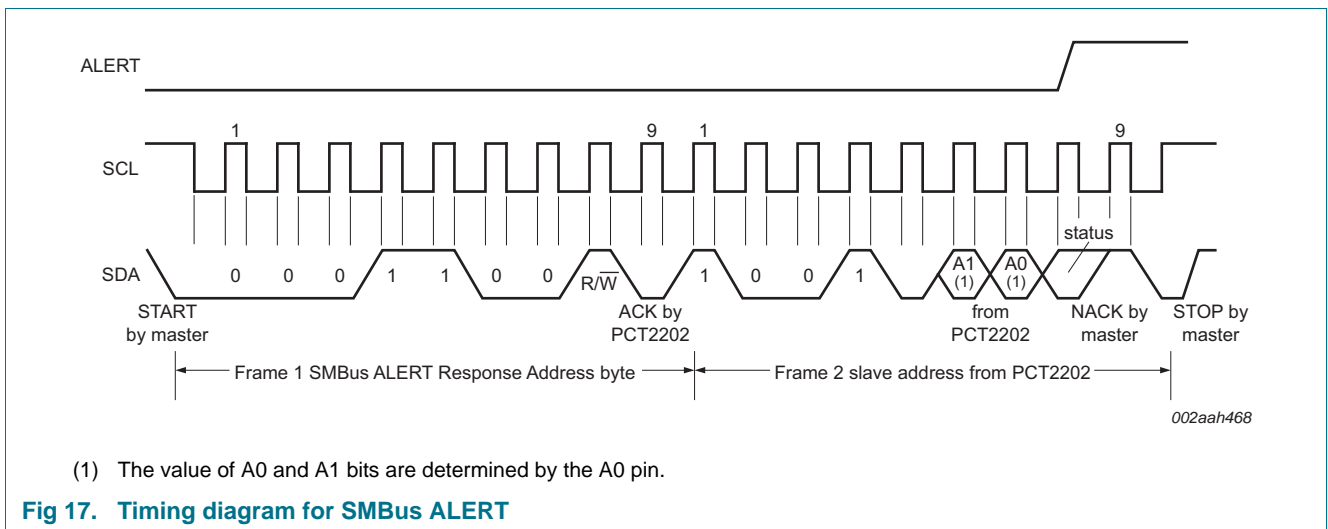 ALERT
1 9 1 9
SCL
status
SDA 0 0 0 1 1 0 0 R/W 1 0 0 1 A1 (1) A0 (1)
START by master
ACK by PCT2202
from PCT2202
NACK by master
STOP by master
Frame 1 SMBus ALERT Response Address byte
Frame 2 slave address from PCT2202
002aah468
(1) The value of A0 and A1 bits are determined by the A0 pin.
Fig 17. Timing diagram for SMBus ALERT